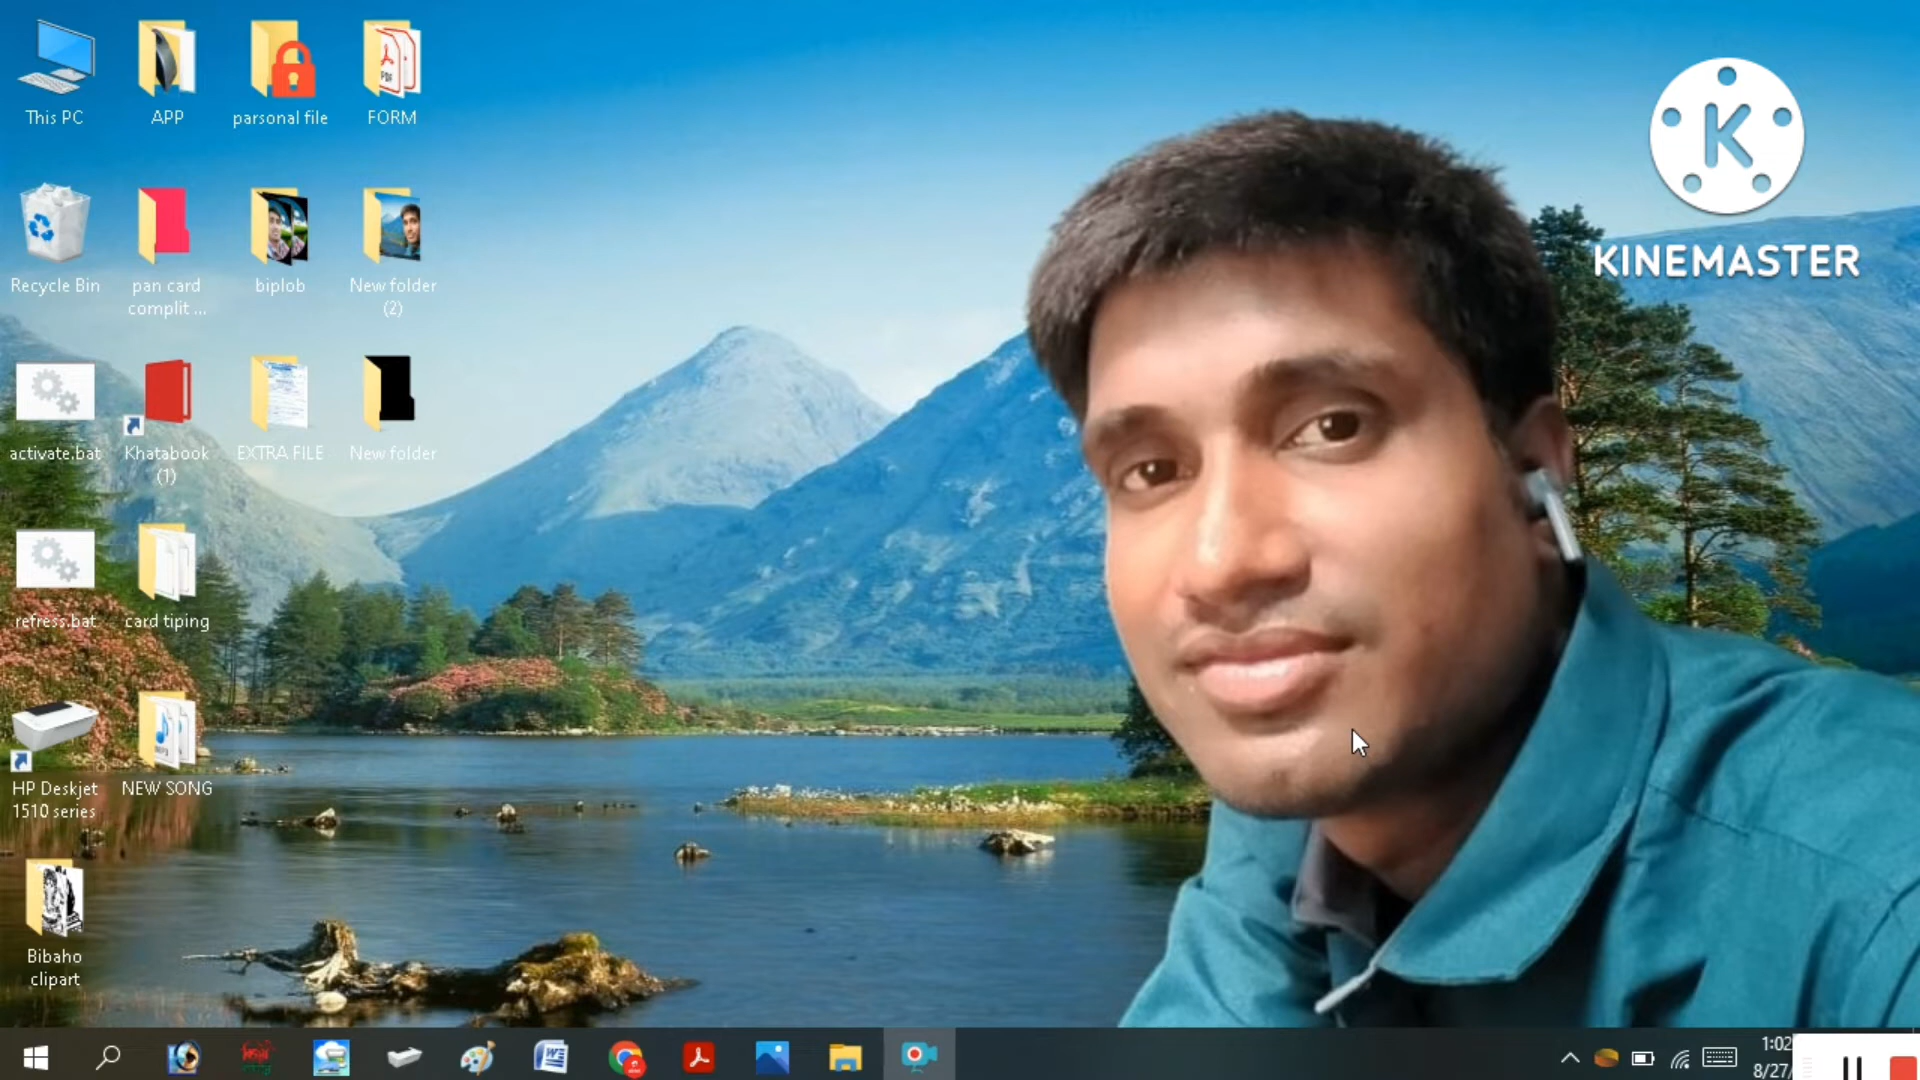 This PC
APP
parsonal file
FORM
KINEMASTER
Recycle Bin
pan card
complit ...
biplob
New folder
(2)
activate.bat
Khatabook
(1)
EXTRA FILE
New folder
refress.bat
card tiping
HP Deskjet
1510 series
NEW SONG
Bibaho
clipart
1:02
8/27/